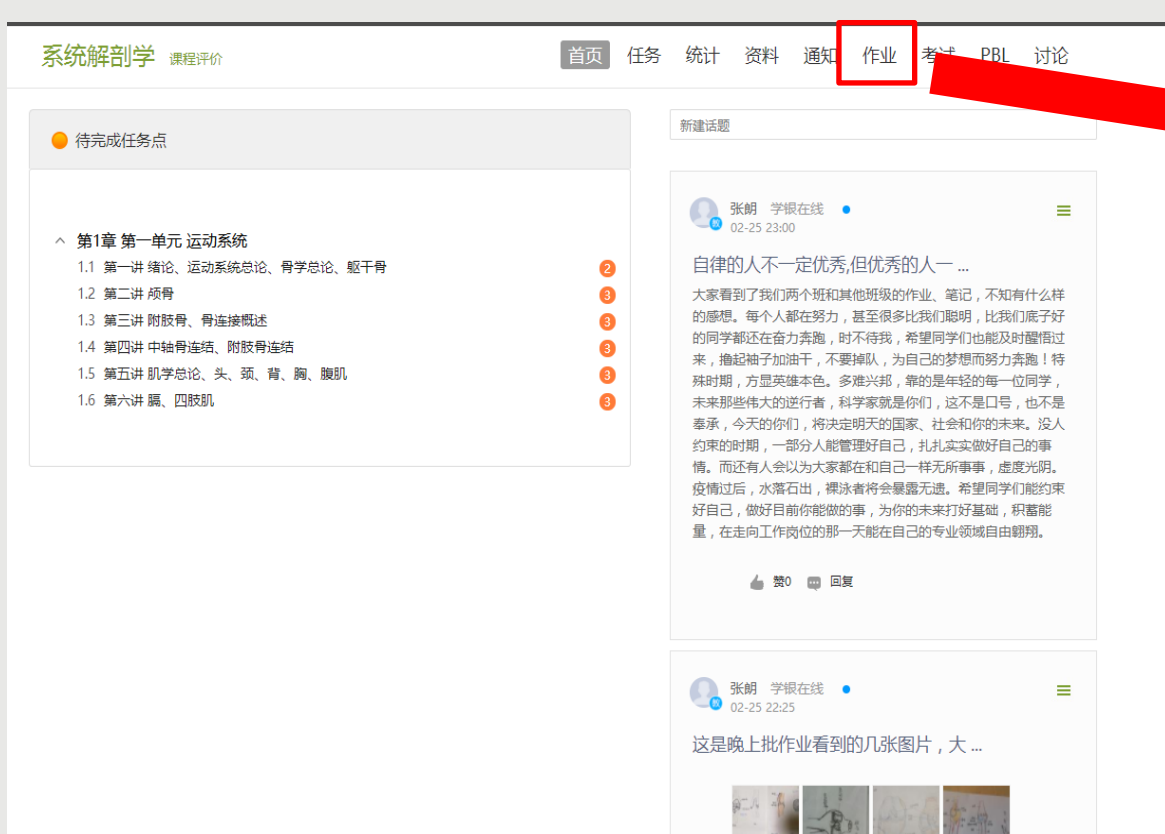 系统解剖学 课程评价
首页 任务 统计 资料 通知 作业 考试 PBL 讨论
待完成任务点
第1章 第一单元 运动系统
1.1 第一讲 绪论、运动系统总论、骨学总论、躯干骨 2
1.2 第二讲 颅骨 3
1.3 第三讲 附肢骨、骨连接概述 3
1.4 第四讲 中轴骨连结、附肢骨连结 3
1.5 第五讲 肌学总论、头、颈、背、胸、腹肌 3
1.6 第六讲 膈、四肢肌 3
新建话题
张朗 学银在线
教
02-25 23:00
自律的人不一定优秀,但优秀的人一 ...
大家看到了我们两个班和其他班级的作业、笔记，不知有什么样
的感想。每个人都在努力，甚至很多比我们聪明，比我们底子好
的同学都还在奋力奔跑，时不待我，希望同学们也能及时醒悟过
来，撸起袖子加油干，不要掉队，为自己的梦想而努力奔跑！特
殊时期，方显英雄本色。多难兴邦，靠的是年轻的每一位同学，
未来那些伟大的逆行者，科学家就是你们，这不是口号，也不是
奉承，今天的你们，将决定明天的国家、社会和你的未来。没人
约束的时期，一部分人能管理好自己，扎扎实实做好自己的事
情。而还有人会以为大家都在和自己一样无所事事，虚度光阴。
疫情过后，水落石出，裸泳者将会暴露无遗。希望同学们能约束
好自己，做好目前你能做的事，为你的未来打好基础，积蓄能
量，在走向工作岗位的那一天能在自己的专业领域自由翱翔。
赞0 回复
张朗 学银在线
教
02-25 22:25
这是晚上批作业看到的几张图片，大 ...